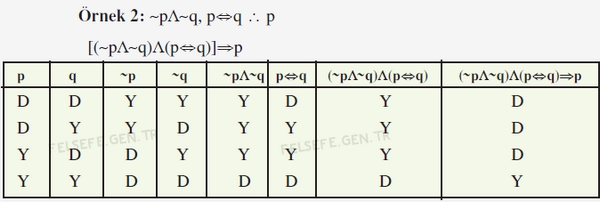 Örnek 2: ~pΛ~q, p⇔q ∴ p
[(~pΛ~q)Λ(p⇔q)]⇒p
p q ~p ~q ~pΛ~q p⇔q (~pΛ~q)Λ(p⇔q) (~pΛ~q)Λ(p⇔q)⇒p
D D Y Y Y D Y D
D Y Y D Y Y Y D
Y D D Y Y Y Y D
Y Y D D D D D Y
FELSEFE.GEN.TR FELSEFE.GEN.TR